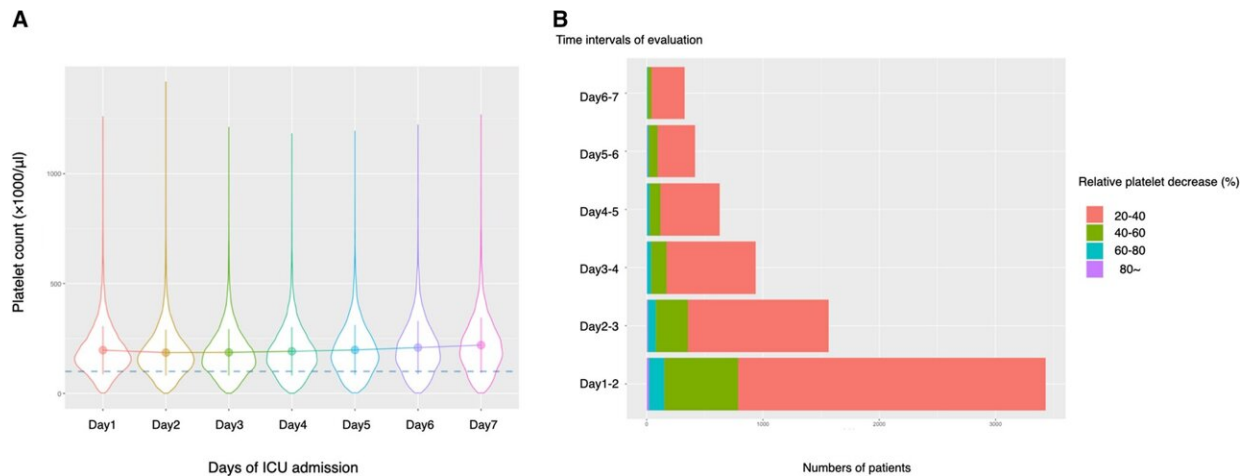 A
Platelet count (×1000/μl)
1000
500
0
Day1 Day2 Day3 Day4 Day5 Day6 Day7
Days of ICU admission
B
Time intervals of evaluation
Day6-7
Day5-6
Day4-5
Day3-4
Day2-3
Day1-2
0 1000 2000 3000
Numbers of patients
Relative platelet decrease (%)
20-40
40-60
60-80
80~